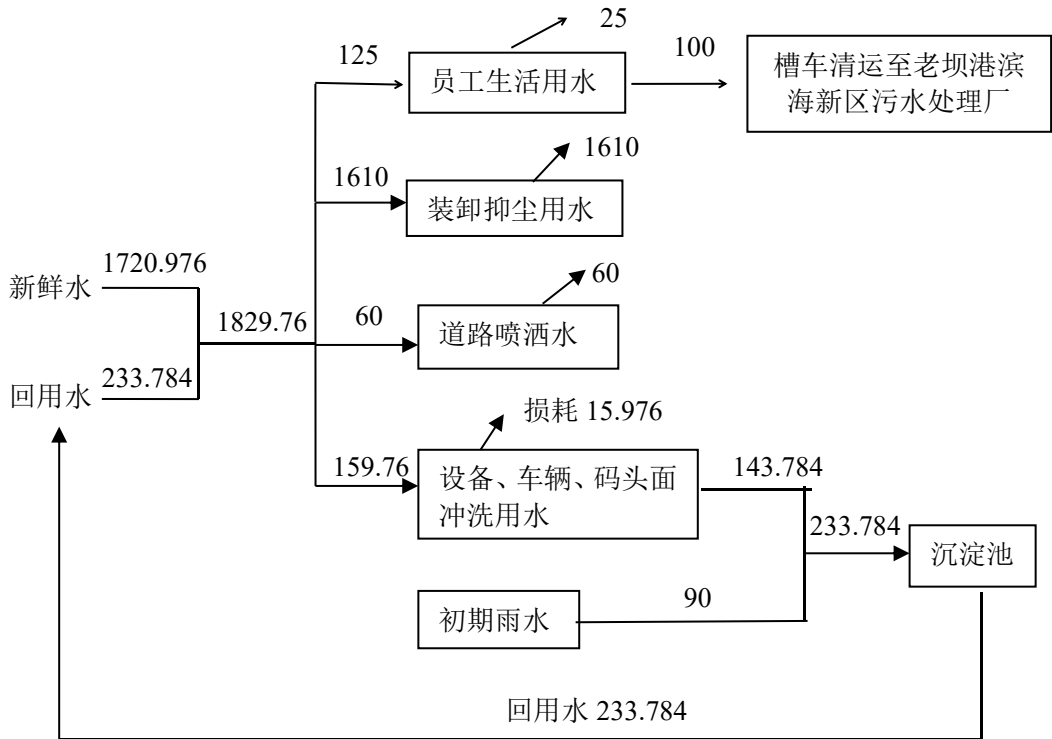 25
125
100
员工生活用水
槽车清运至老坝港滨
海新区污水处理厂
1610
1610
装卸抑尘用水
1720.976
新鲜水
60
1829.76
60
道路喷洒水
233.784
回用水
损耗 15.976
159.76
设备、车辆、码头面
冲洗用水
143.784
233.784
沉淀池
90
初期雨水
回用水 233.784